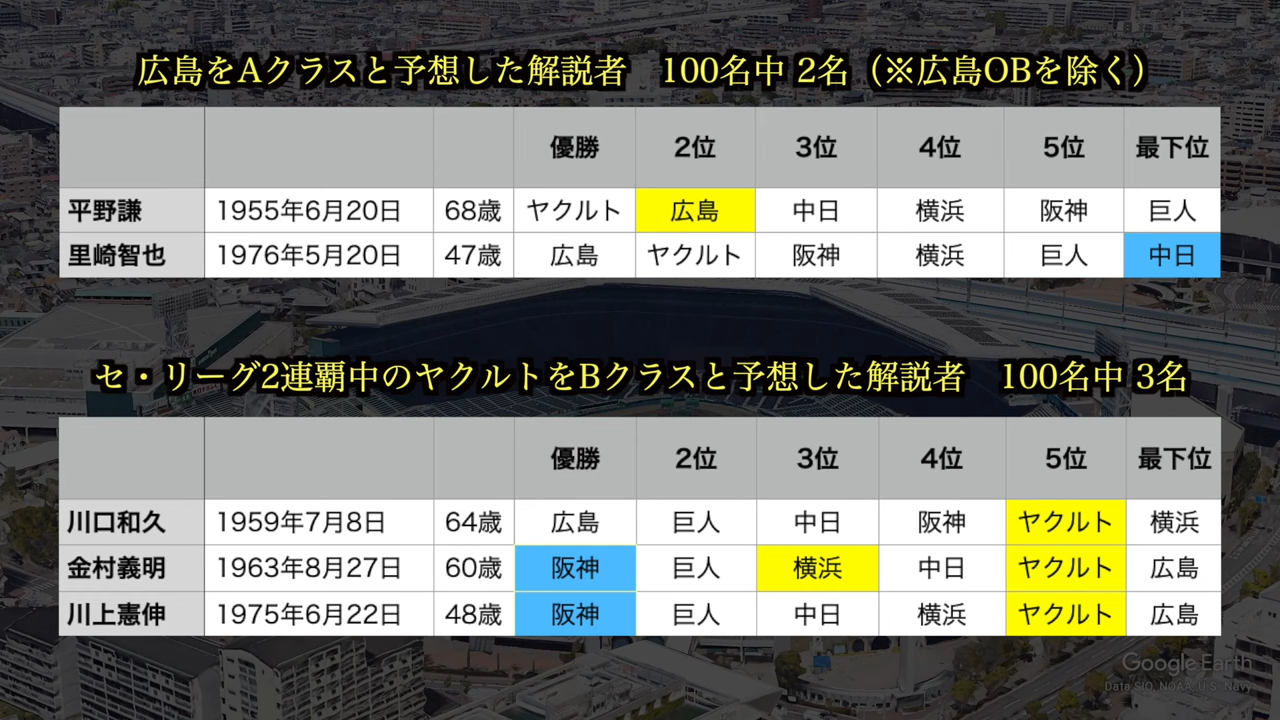 広島をAクラスと予想した解説者 100名中 2名（※広島OBを除く）
優勝 2位 3位 4位 5位 最下位
平野謙 1955年6月20日 68歳 ヤクルト 広島 中日 横浜 阪神 巨人
里崎智也 1976年5月20日 47歳 広島 ヤクルト 阪神 横浜 巨人 中日
セ・リーグ2連覇中のヤクルトをBクラスと予想した解説者 100名中 3名
優勝 2位 3位 4位 5位 最下位
川口和久 1959年7月8日 64歳 広島 巨人 中日 阪神 ヤクルト 横浜
金村義明 1963年8月27日 60歳 阪神 巨人 横浜 中日 ヤクルト 広島
川上憲伸 1975年6月22日 48歳 阪神 巨人 中日 横浜 ヤクルト 広島
Google Earth
Data SIO, NOAA, U.S. Navy